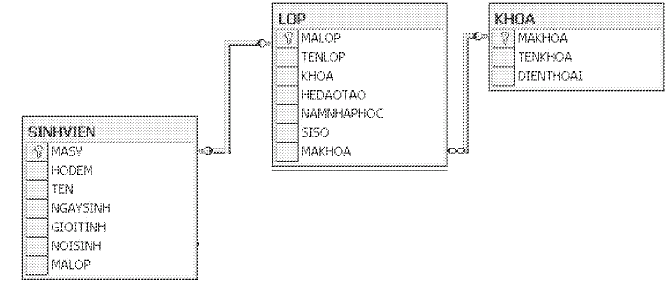 LOP
MALOP
TENLOP
KHOA
HEDAOTAO
NAMNHAPHOC
SISO
MAKHOA
KHOA
MAKHOA
TENKHOA
DIENTHOAI
SINHVIEN
MASV
HODEM
TEN
NGAYSINH
GIOITINH
NOISINH
MALOP